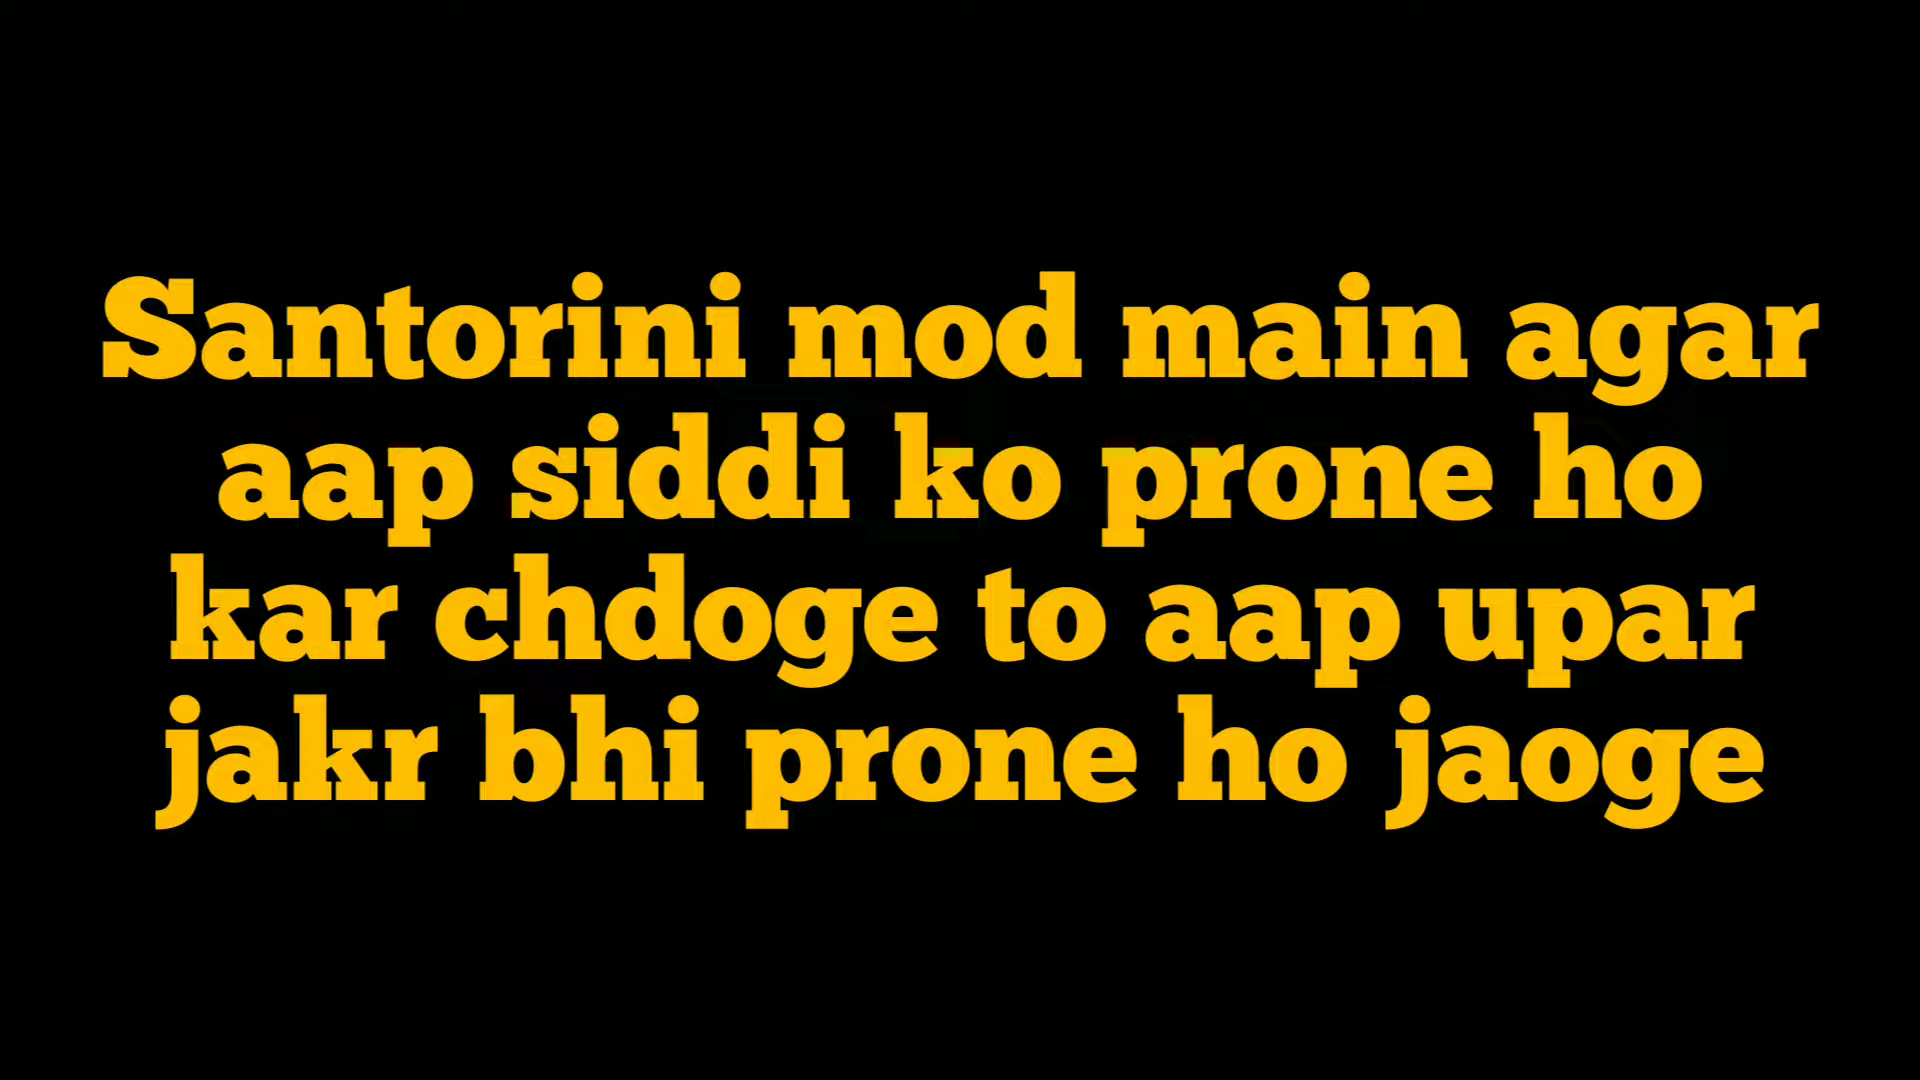 Santorini mod main agar
aap siddi ko prone ho
kar chdoge to aap upar
jakr bhi prone ho jaoge